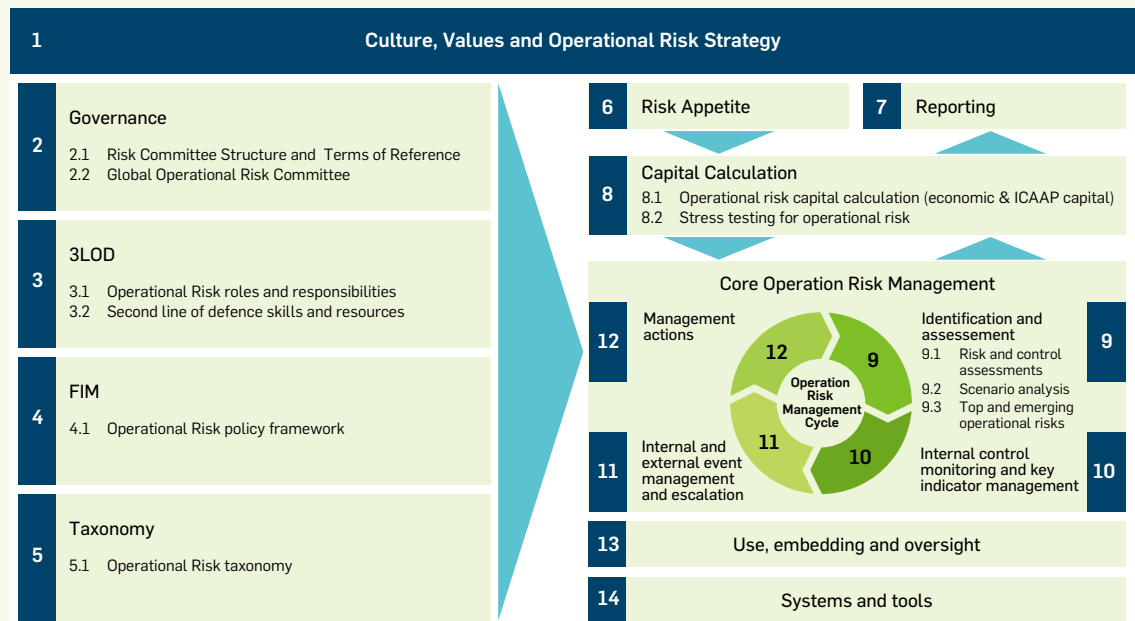 1 Culture, Values and Operational Risk Strategy
2
Governance
2.1 Risk Committee Structure and Terms of Reference
2.2 Global Operational Risk Committee
3
3LOD
3.1 Operational Risk roles and responsibilities
3.2 Second line of defence skills and resources
4
FIM
4.1 Operational Risk policy framework
5
Taxonomy
5.1 Operational Risk taxonomy
6 Risk Appetite
7 Reporting
8
Capital Calculation
8.1 Operational risk capital calculation (economic & ICAAP capital)
8.2 Stress testing for operational risk
Core Operation Risk Management
12
Management
actions
9
Identification and
assessement
9.1 Risk and control
assessments
9.2 Scenario analysis
9.3 Top and emerging
operational risks
12
9
Operation
Risk
Management
Cycle
11
10
11
Internal and
external event
management
and escalation
Internal control
monitoring and key
indicator management
10
13 Use, embedding and oversight
14 Systems and tools